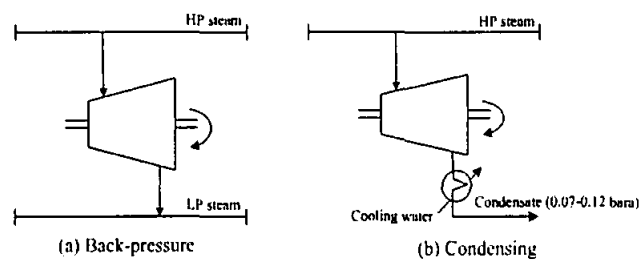 HP steam
HP steam
LP steam
Cooling water
Condensate (0.07-0.12 bara)
(a) Back-pressure
(b) Condensing